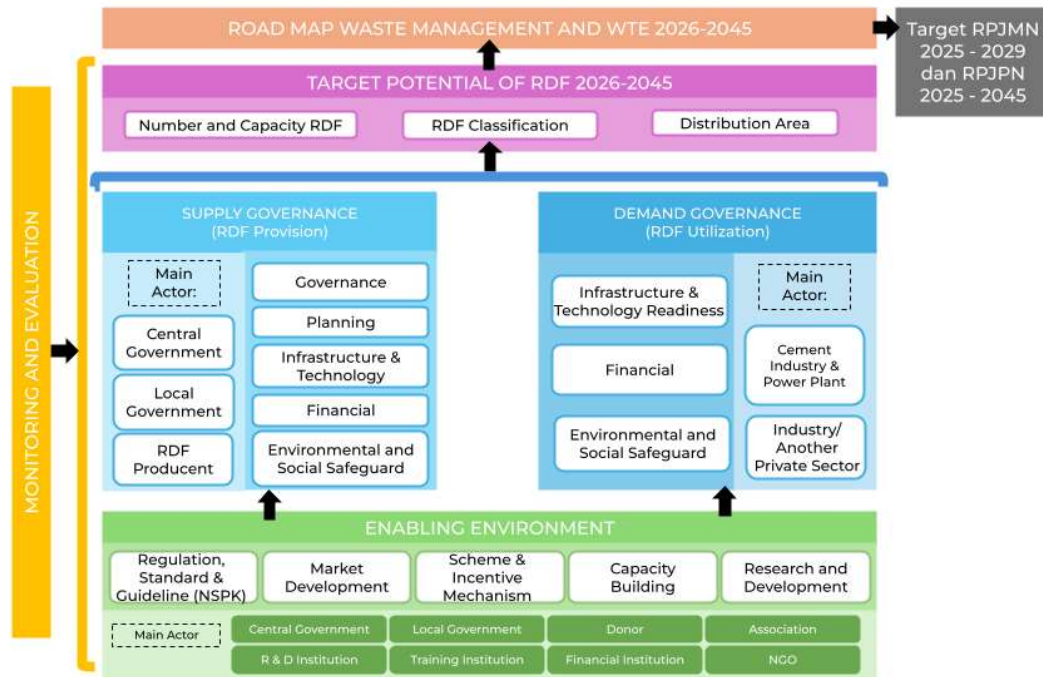 ROAD MAP WASTE MANAGEMENT AND WTE 2026-2045
Target RPJMN
2025 - 2029
dan RPJPN
2025 - 2045
TARGET POTENTIAL OF RDF 2026-2045
Number and Capacity RDF
RDF Classification
Distribution Area
MONITORING AND EVALUATION
SUPPLY GOVERNANCE
(RDF Provision)
Main
Actor:
Central
Government
Local
Government
RDF
Producent
Governance
Planning
Infrastructure &
Technology
Financial
Environmental and
Social Safeguard
DEMAND GOVERNANCE
(RDF Utilization)
Infrastructure &
Technology Readiness
Financial
Environmental and
Social Safeguard
Main
Actor:
Cement
Industry &
Power Plant
Industry/
Another
Private Sector
ENABLING ENVIRONMENT
Regulation,
Standard &
Guideline (NSPK)
Market
Development
Scheme &
Incentive
Mechanism
Capacity
Building
Research and
Development
Main Actor
Central Government
Local Government
Donor
Association
R & D Institution
Training Institution
Financial Institution
NGO